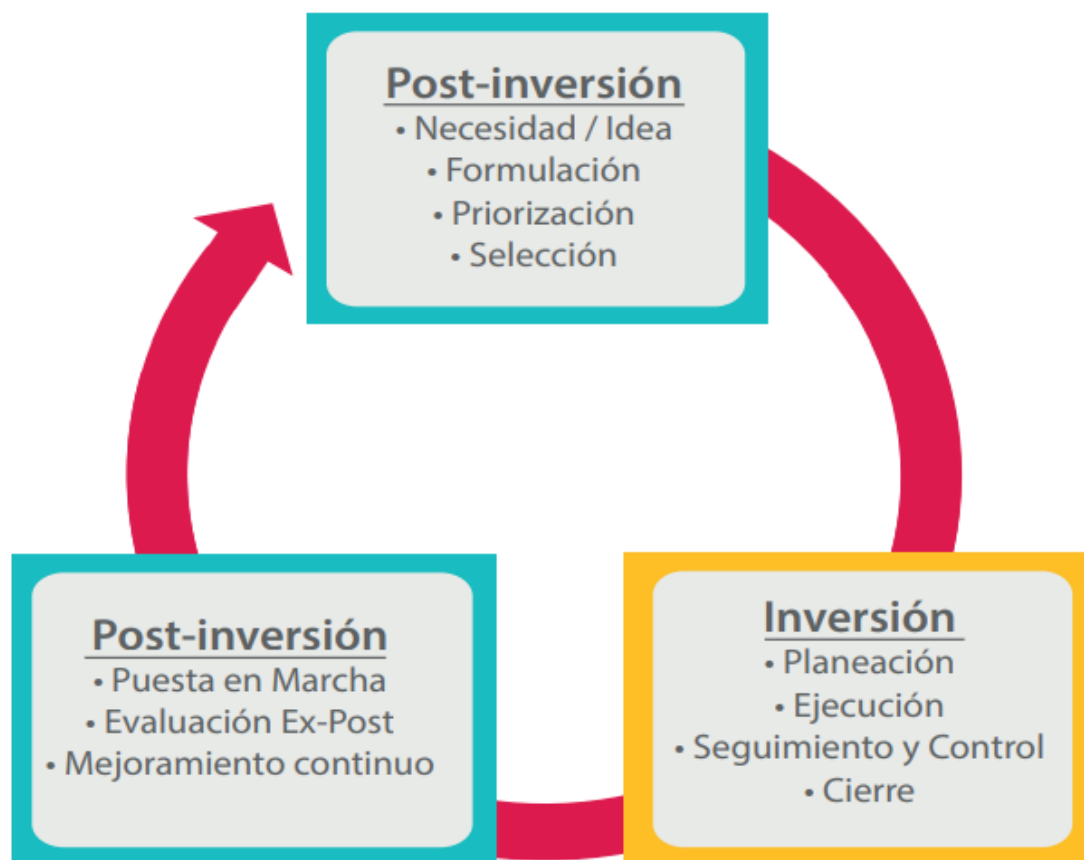 Post-inversión
• Necesidad / Idea
• Formulación
• Priorización
• Selección
Post-inversión
• Puesta en Marcha
• Evaluación Ex-Post
• Mejoramiento continuo
Inversión
• Planeación
• Ejecución
• Seguimiento y Control
• Cierre